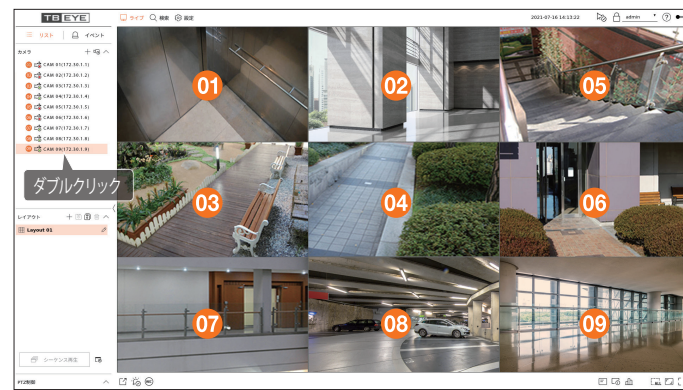 TB EYE
ライブ 検索 設定
2021-07-16 14:13:22
admin
リスト イベント
カメラ
CAM 01(172.30.1.1)
CAM 02(172.30.1.2)
CAM 03(172.30.1.3)
CAM 04(172.30.1.4)
CAM 05(172.30.1.5)
CAM 06(172.30.1.6)
CAM 07(172.30.1.7)
CAM 08(172.30.1.8)
CAM 09(172.30.1.9)
ダブルクリック
レイアウト
Layout 01
シーケンス再生
PTZ制御
01
02
05
03
04
06
07
08
09